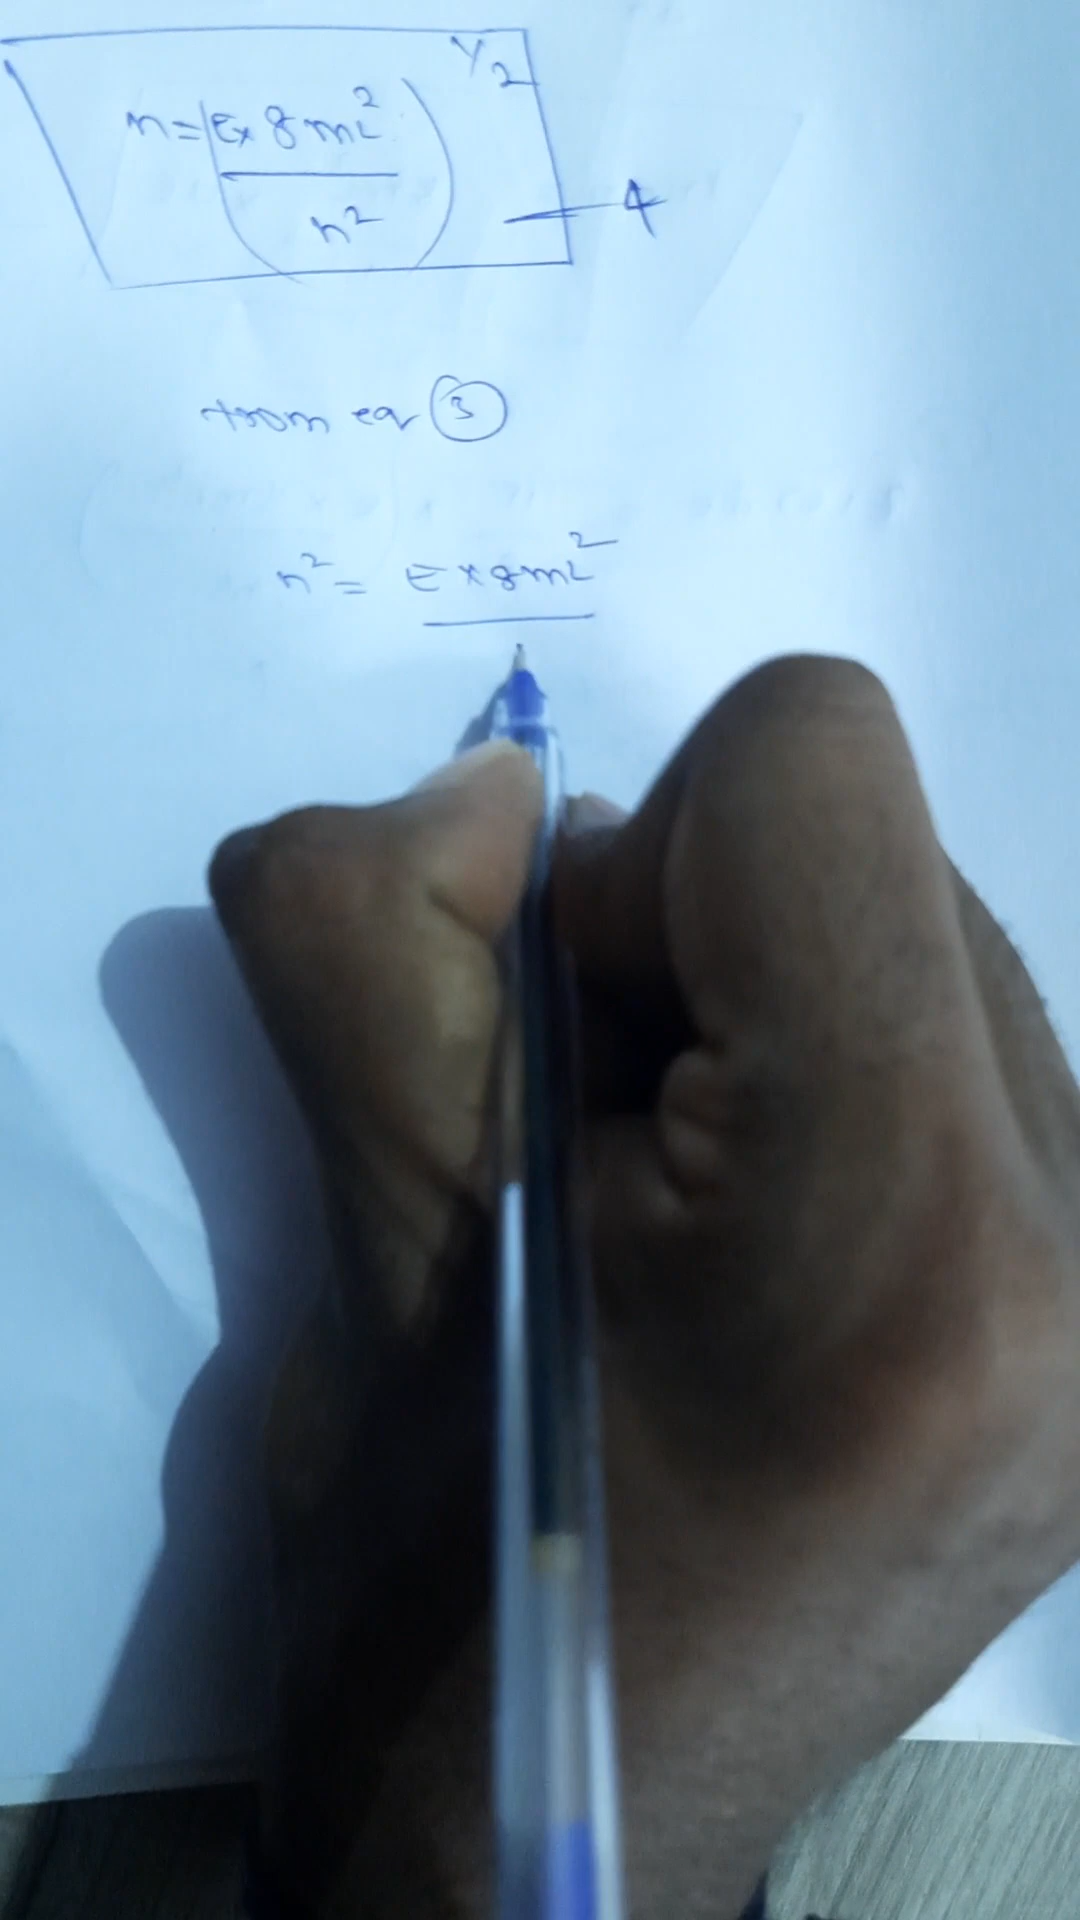 n = (E x 8mL² / h²)^1/2 — 4
from eq (3)
n² = E x 8mL²